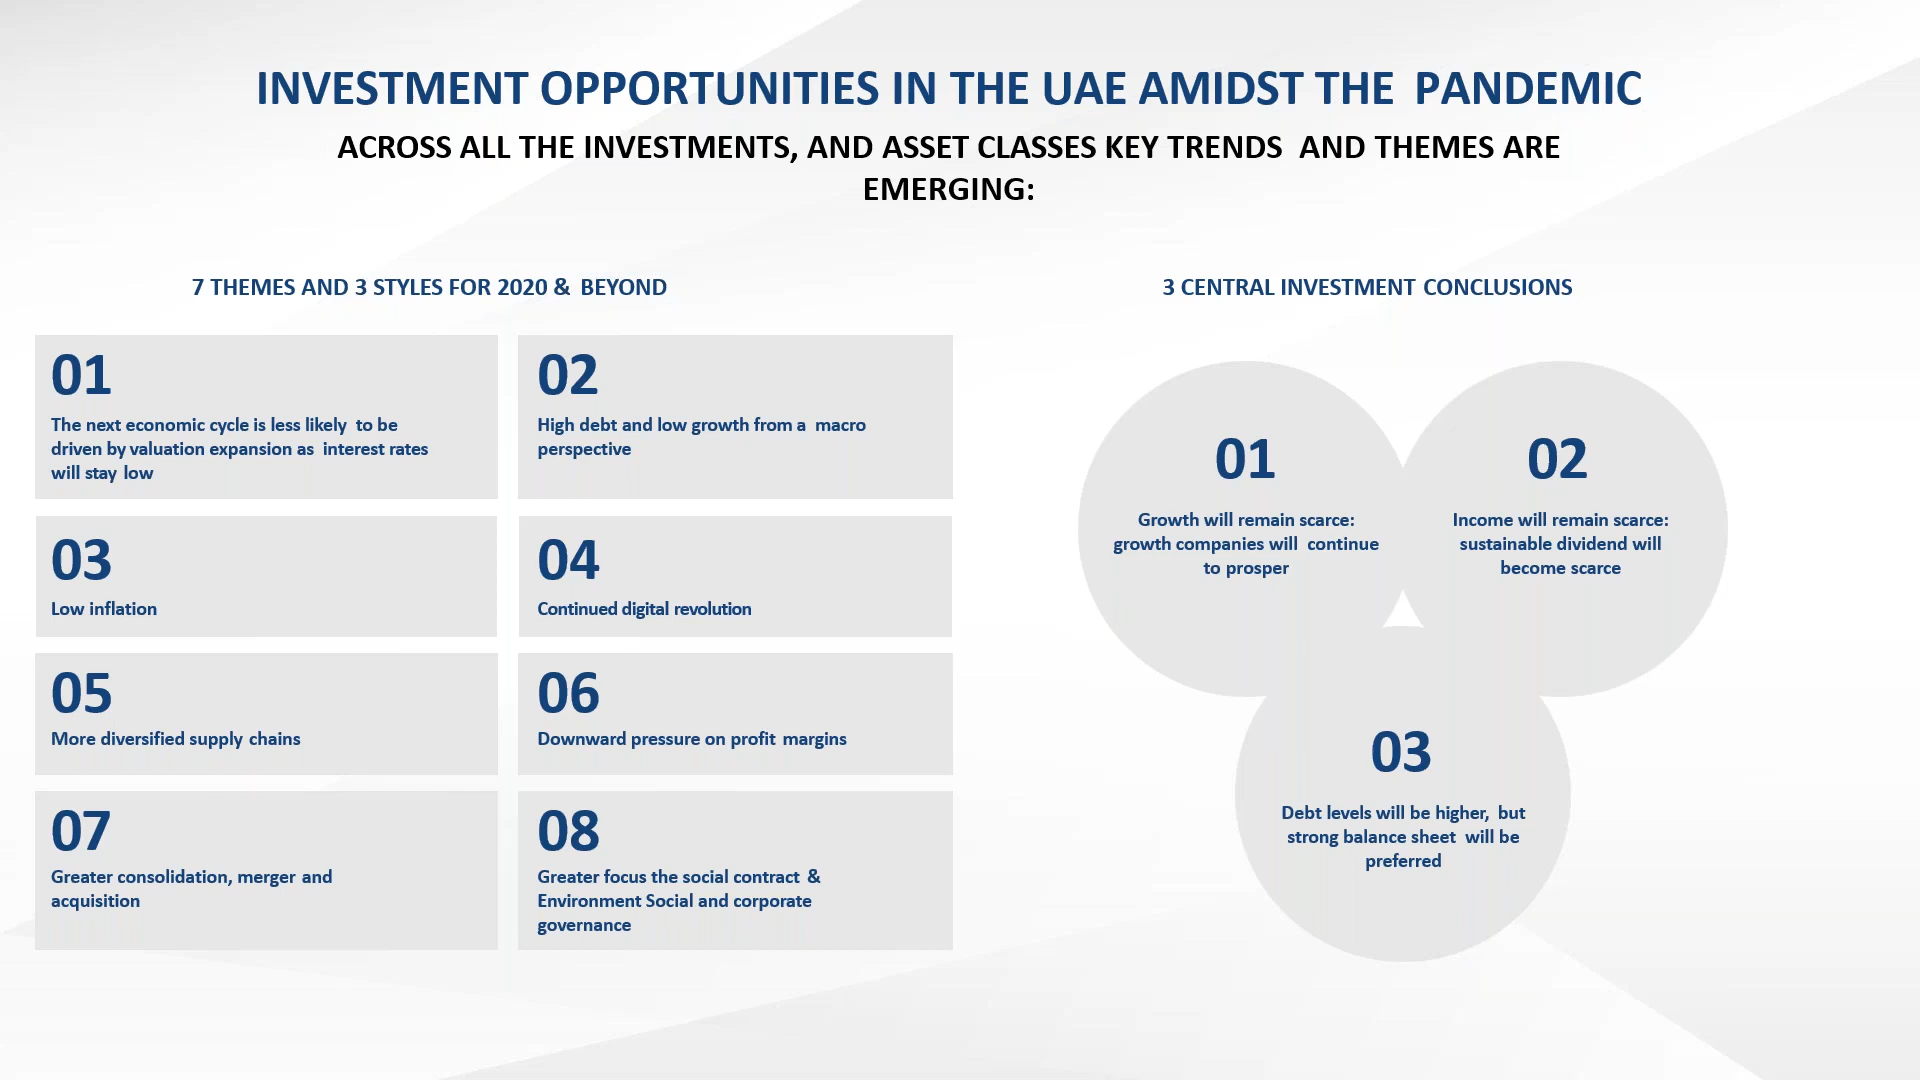 INVESTMENT OPPORTUNITIES IN THE UAE AMIDST THE PANDEMIC
ACROSS ALL THE INVESTMENTS, AND ASSET CLASSES KEY TRENDS AND THEMES ARE
EMERGING:
7 THEMES AND 3 STYLES FOR 2020 & BEYOND
01
The next economic cycle is less likely to be
driven by valuation expansion as interest rates
will stay low
02
High debt and low growth from a macro
perspective
03
Low inflation
04
Continued digital revolution
05
More diversified supply chains
06
Downward pressure on profit margins
07
Greater consolidation, merger and
acquisition
08
Greater focus the social contract &
Environment Social and corporate
governance
3 CENTRAL INVESTMENT CONCLUSIONS
01
Growth will remain scarce:
growth companies will continue
to prosper
02
Income will remain scarce:
sustainable dividend will
become scarce
03
Debt levels will be higher, but
strong balance sheet will be
preferred